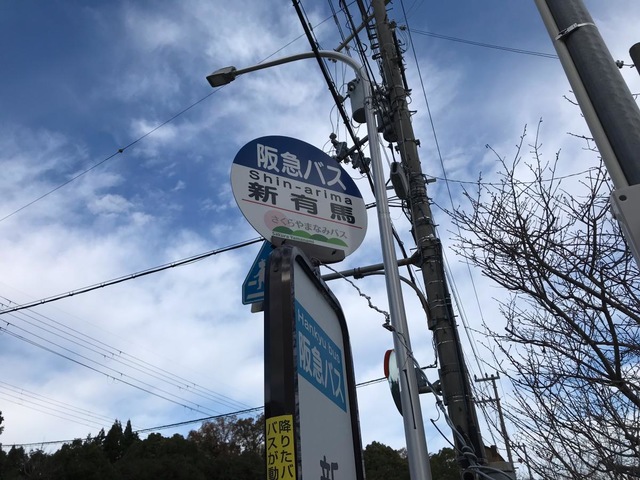 阪急バス
Shin-arima
新有馬
さくらやまなみバス
Hankyu bus
阪急バス
降りたバ
バスが動